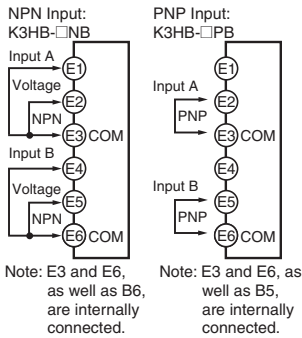 NPN Input:
K3HB-□NB
Input A
Voltage
NPN
Input B
Voltage
NPN
E1
E2
E3 COM
E4
E5
E6 COM
Note: E3 and E6,
as well as B6,
are internally
connected.
PNP Input:
K3HB-□PB
Input A
PNP
Input B
PNP
E1
E2
E3 COM
E4
E5
E6 COM
Note: E3 and E6, as
well as B5,
are internally
connected.